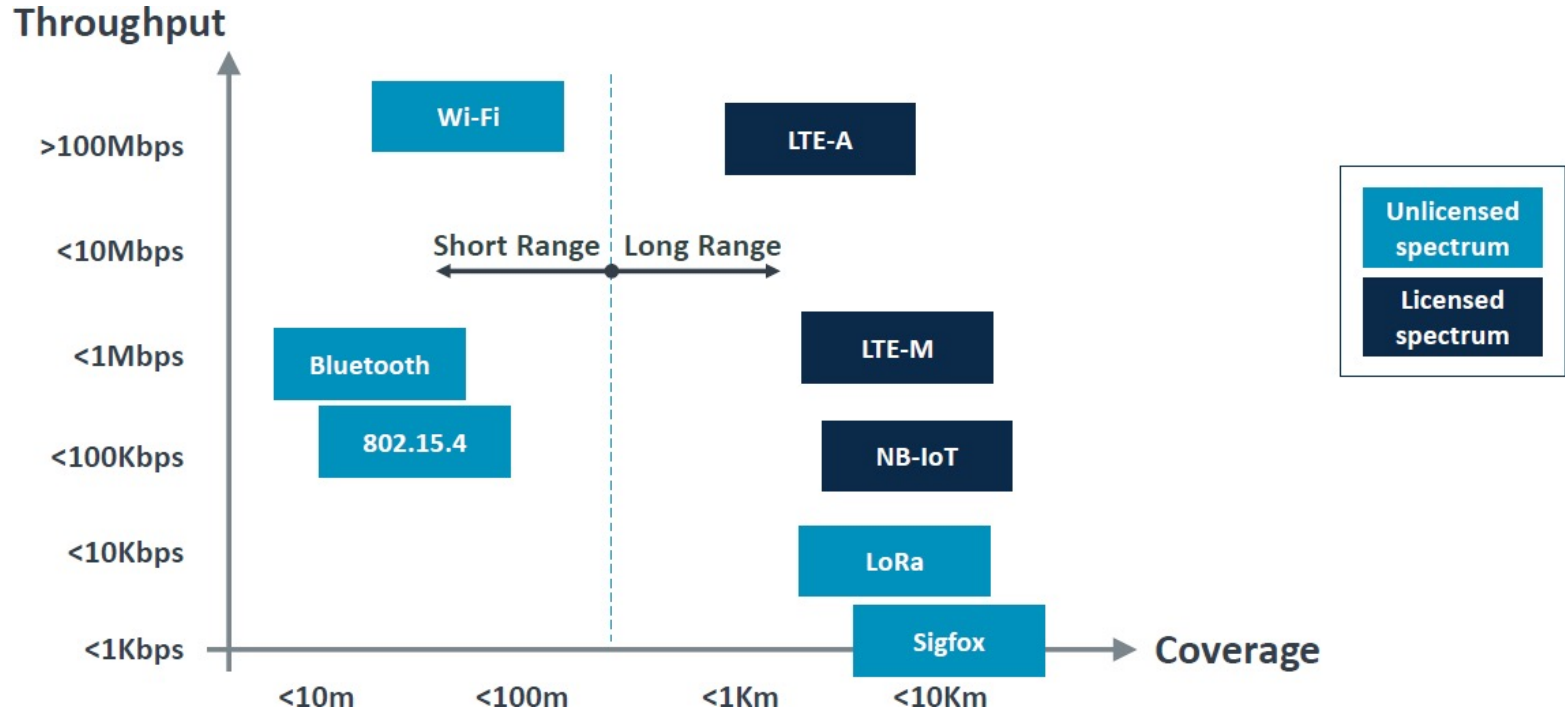 Throughput
Wi-Fi
LTE-A
>100Mbps
Unlicensed
spectrum
<10Mbps
Short Range
Long Range
Licensed
spectrum
<1Mbps
Bluetooth
LTE-M
802.15.4
<100Kbps
NB-IoT
<10Kbps
LoRa
Sigfox
<1Kbps
Coverage
<10m
<100m
<1Km
<10Km